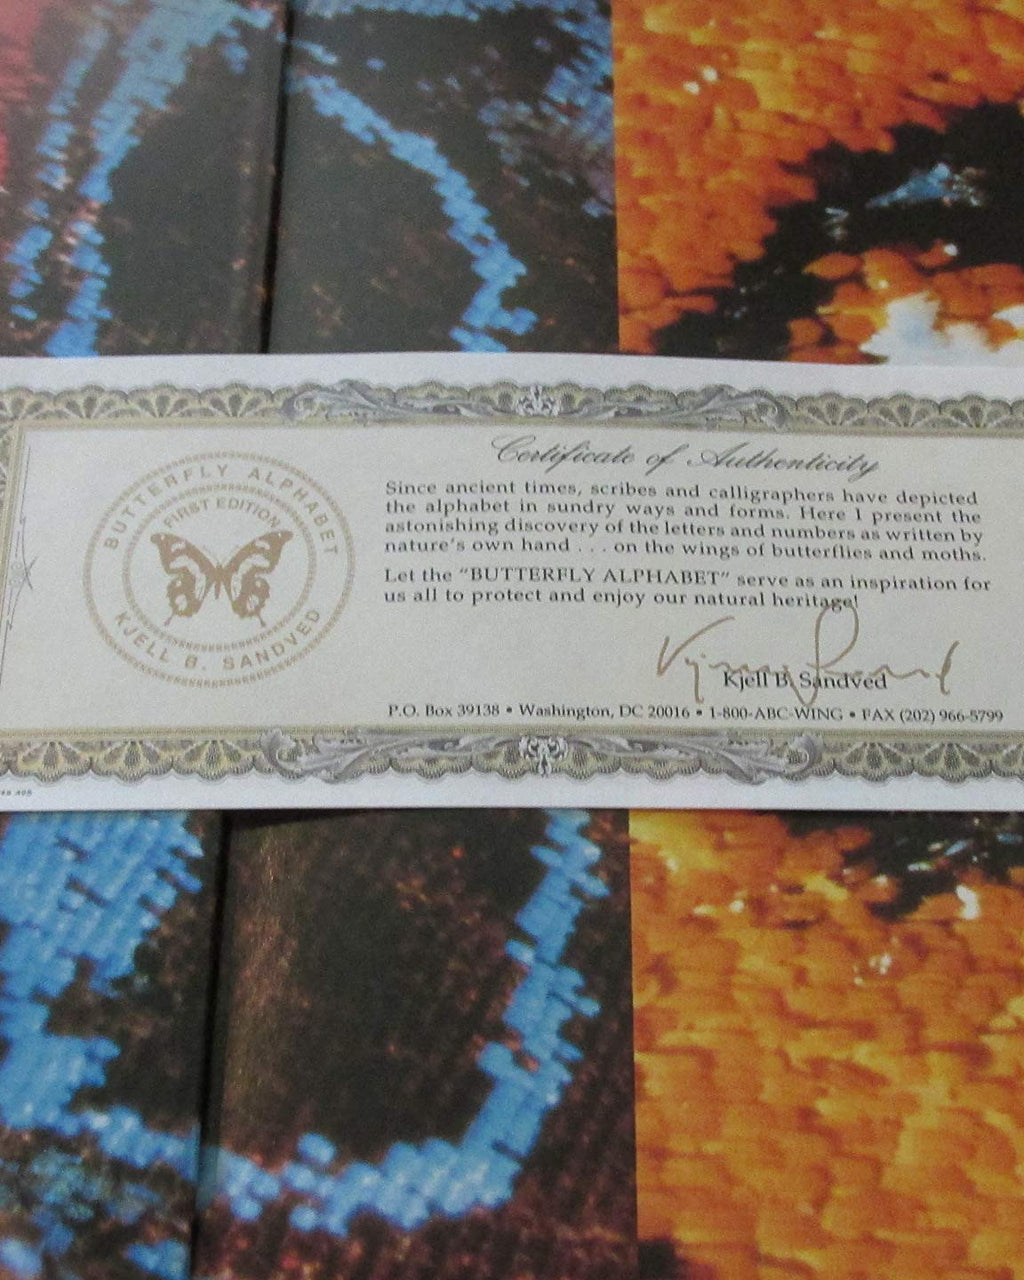 BUTTERFLY ALPHABET
FIRST EDITION
KJELL B. SANDVED
Certificate of Authenticity
Since ancient times, scribes and calligraphers have depicted
the alphabet in sundry ways and forms. Here I present the
astonishing discovery of the letters and numbers as written by
nature's own hand . . . on the wings of butterflies and moths.
Let the "BUTTERFLY ALPHABET" serve as an inspiration for
us all to protect and enjoy our natural heritage!
Kjell B. Sandved
P.O. Box 39138 • Washington, DC 20016 • 1-800-ABC-WING • FAX (202) 966-5799